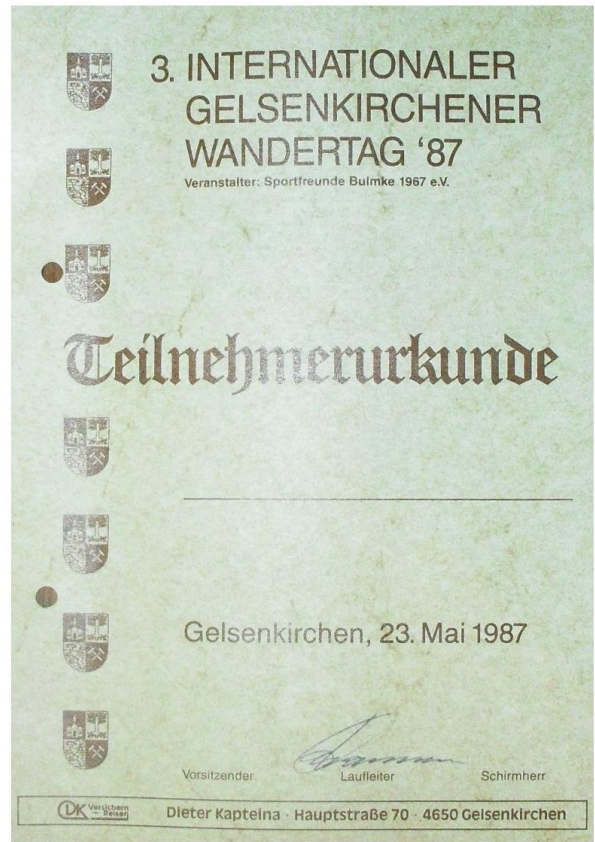 3. INTERNATIONALER
GELSENKIRCHENER
WANDERTAG '87
Veranstalter: Sportfreunde Bulmke 1967 e.V.
Teilnehmerurkunde
Gelsenkirchen, 23. Mai 1987
Vorsitzender Laufleiter Schirmherr
DK Versichern + Reisen Dieter Kapteina · Hauptstraße 70 · 4650 Gelsenkirchen